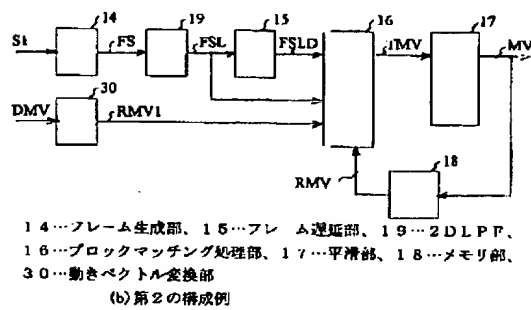 14 19 15 16 17
S1 FS FSL FSLD TMV MV
30
DMV RMV1
18
RMV
14…フレーム生成部、15…フレーム遅延部、19…2DLPF、
16…ブロックマッチング処理部、17…平滑部、18…メモリ部、
30…動きベクトル変換部
(b)第2の構成例